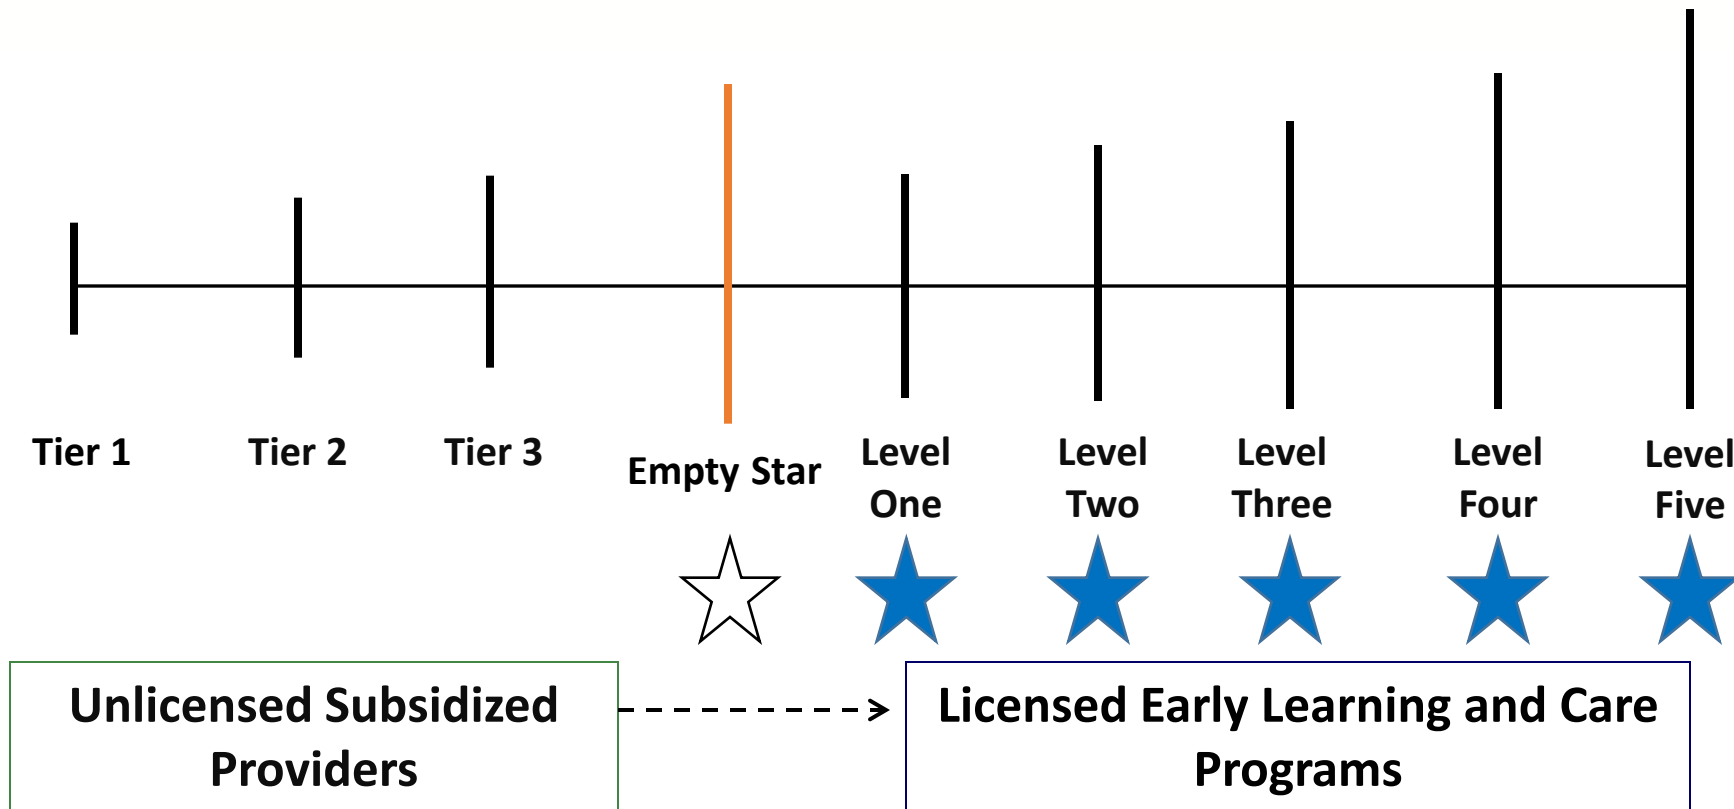 Tier 1
Tier 2
Tier 3
Empty Star
Level
One
Level
Two
Level
Three
Level
Four
Level
Five
Unlicensed Subsidized
Providers
Licensed Early Learning and Care
Programs